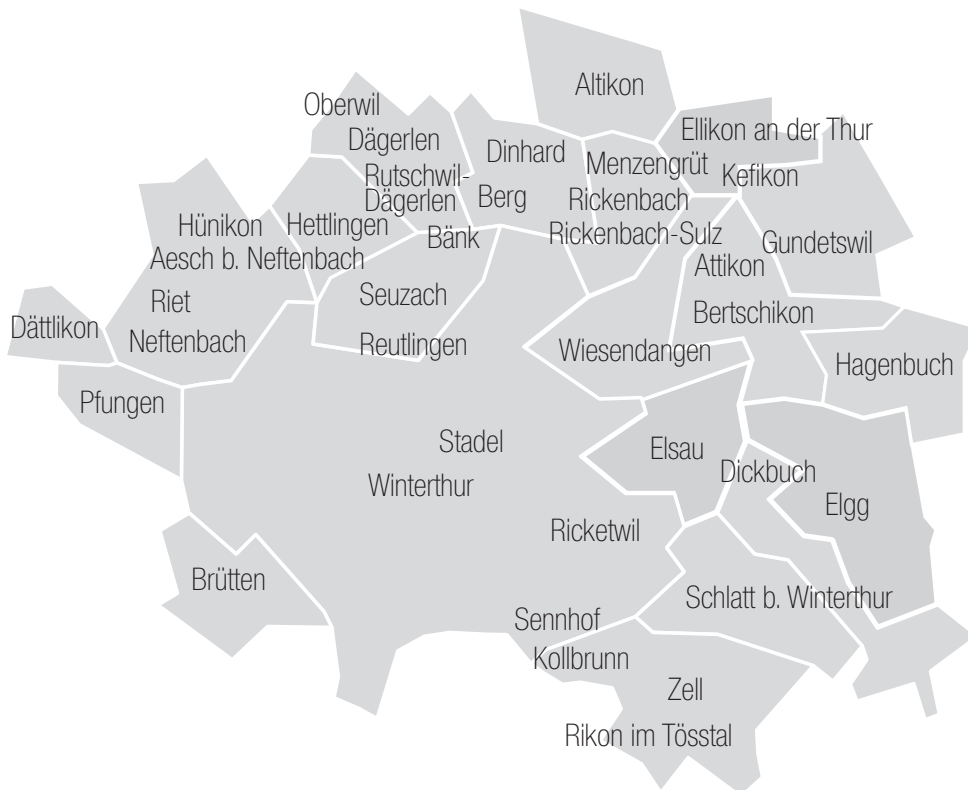 Altikon
Oberwil
Ellikon an der Thur
Dägerlen
Dinhard
Menzengrüt
Rutschwil-
Dägerlen
Kefikon
Berg
Rickenbach
Hünikon
Hettlingen
Bänk
Rickenbach-Sulz
Gundetswil
Aesch b. Neftenbach
Attikon
Riet
Seuzach
Bertschikon
Dättlikon
Neftenbach
Reutlingen
Wiesendangen
Hagenbuch
Pfungen
Stadel
Elsau
Dickbuch
Winterthur
Elgg
Ricketwil
Brütten
Schlatt b. Winterthur
Sennhof
Kollbrunn
Zell
Rikon im Tösstal